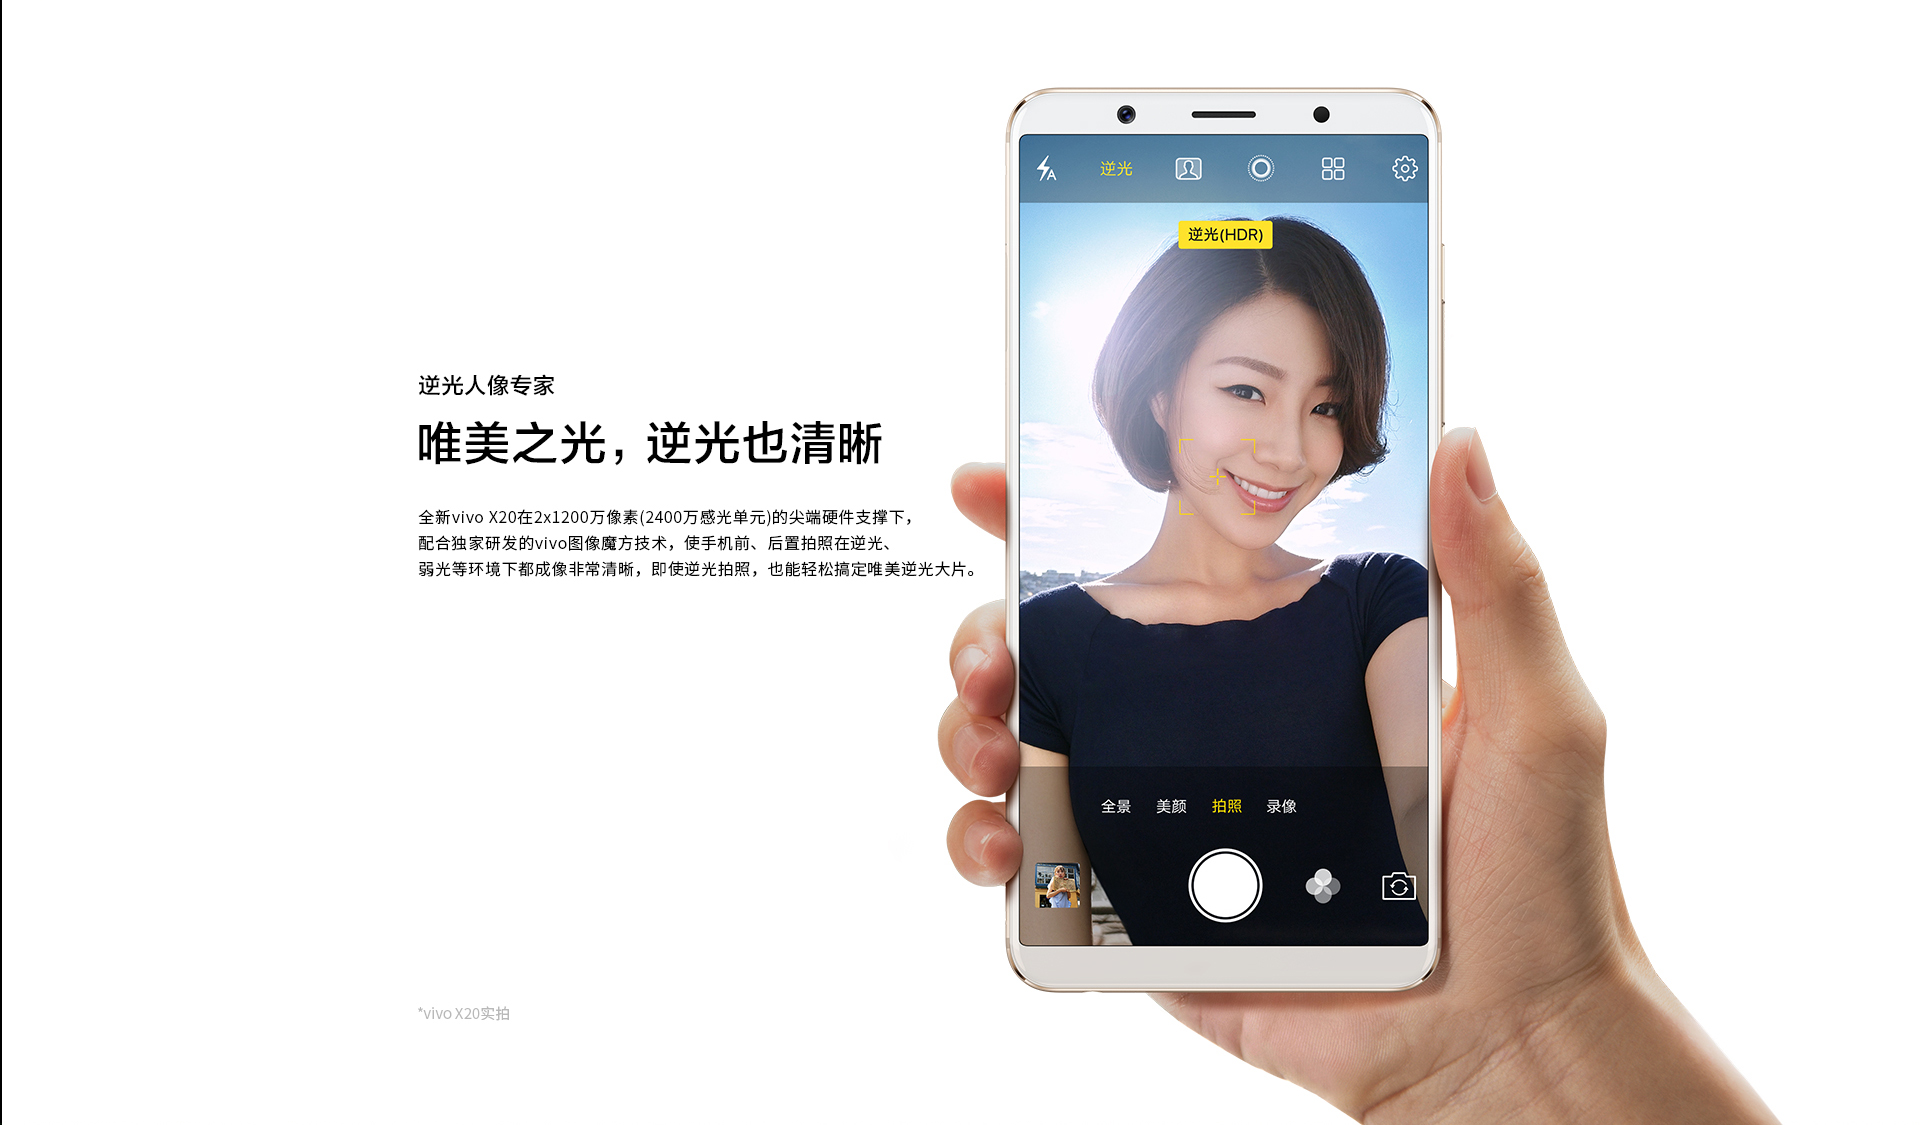 逆光人像专家
唯美之光，逆光也清晰
全新vivo X20在2x1200万像素(2400万感光单元)的尖端硬件支撑下，
配合独家研发的vivo图像魔方技术，使手机前、后置拍照在逆光、
弱光等环境下都成像非常清晰，即使逆光拍照，也能轻松搞定唯美逆光大片。
*vivo X20实拍
A 逆光
逆光(HDR)
全景 美颜 拍照 录像